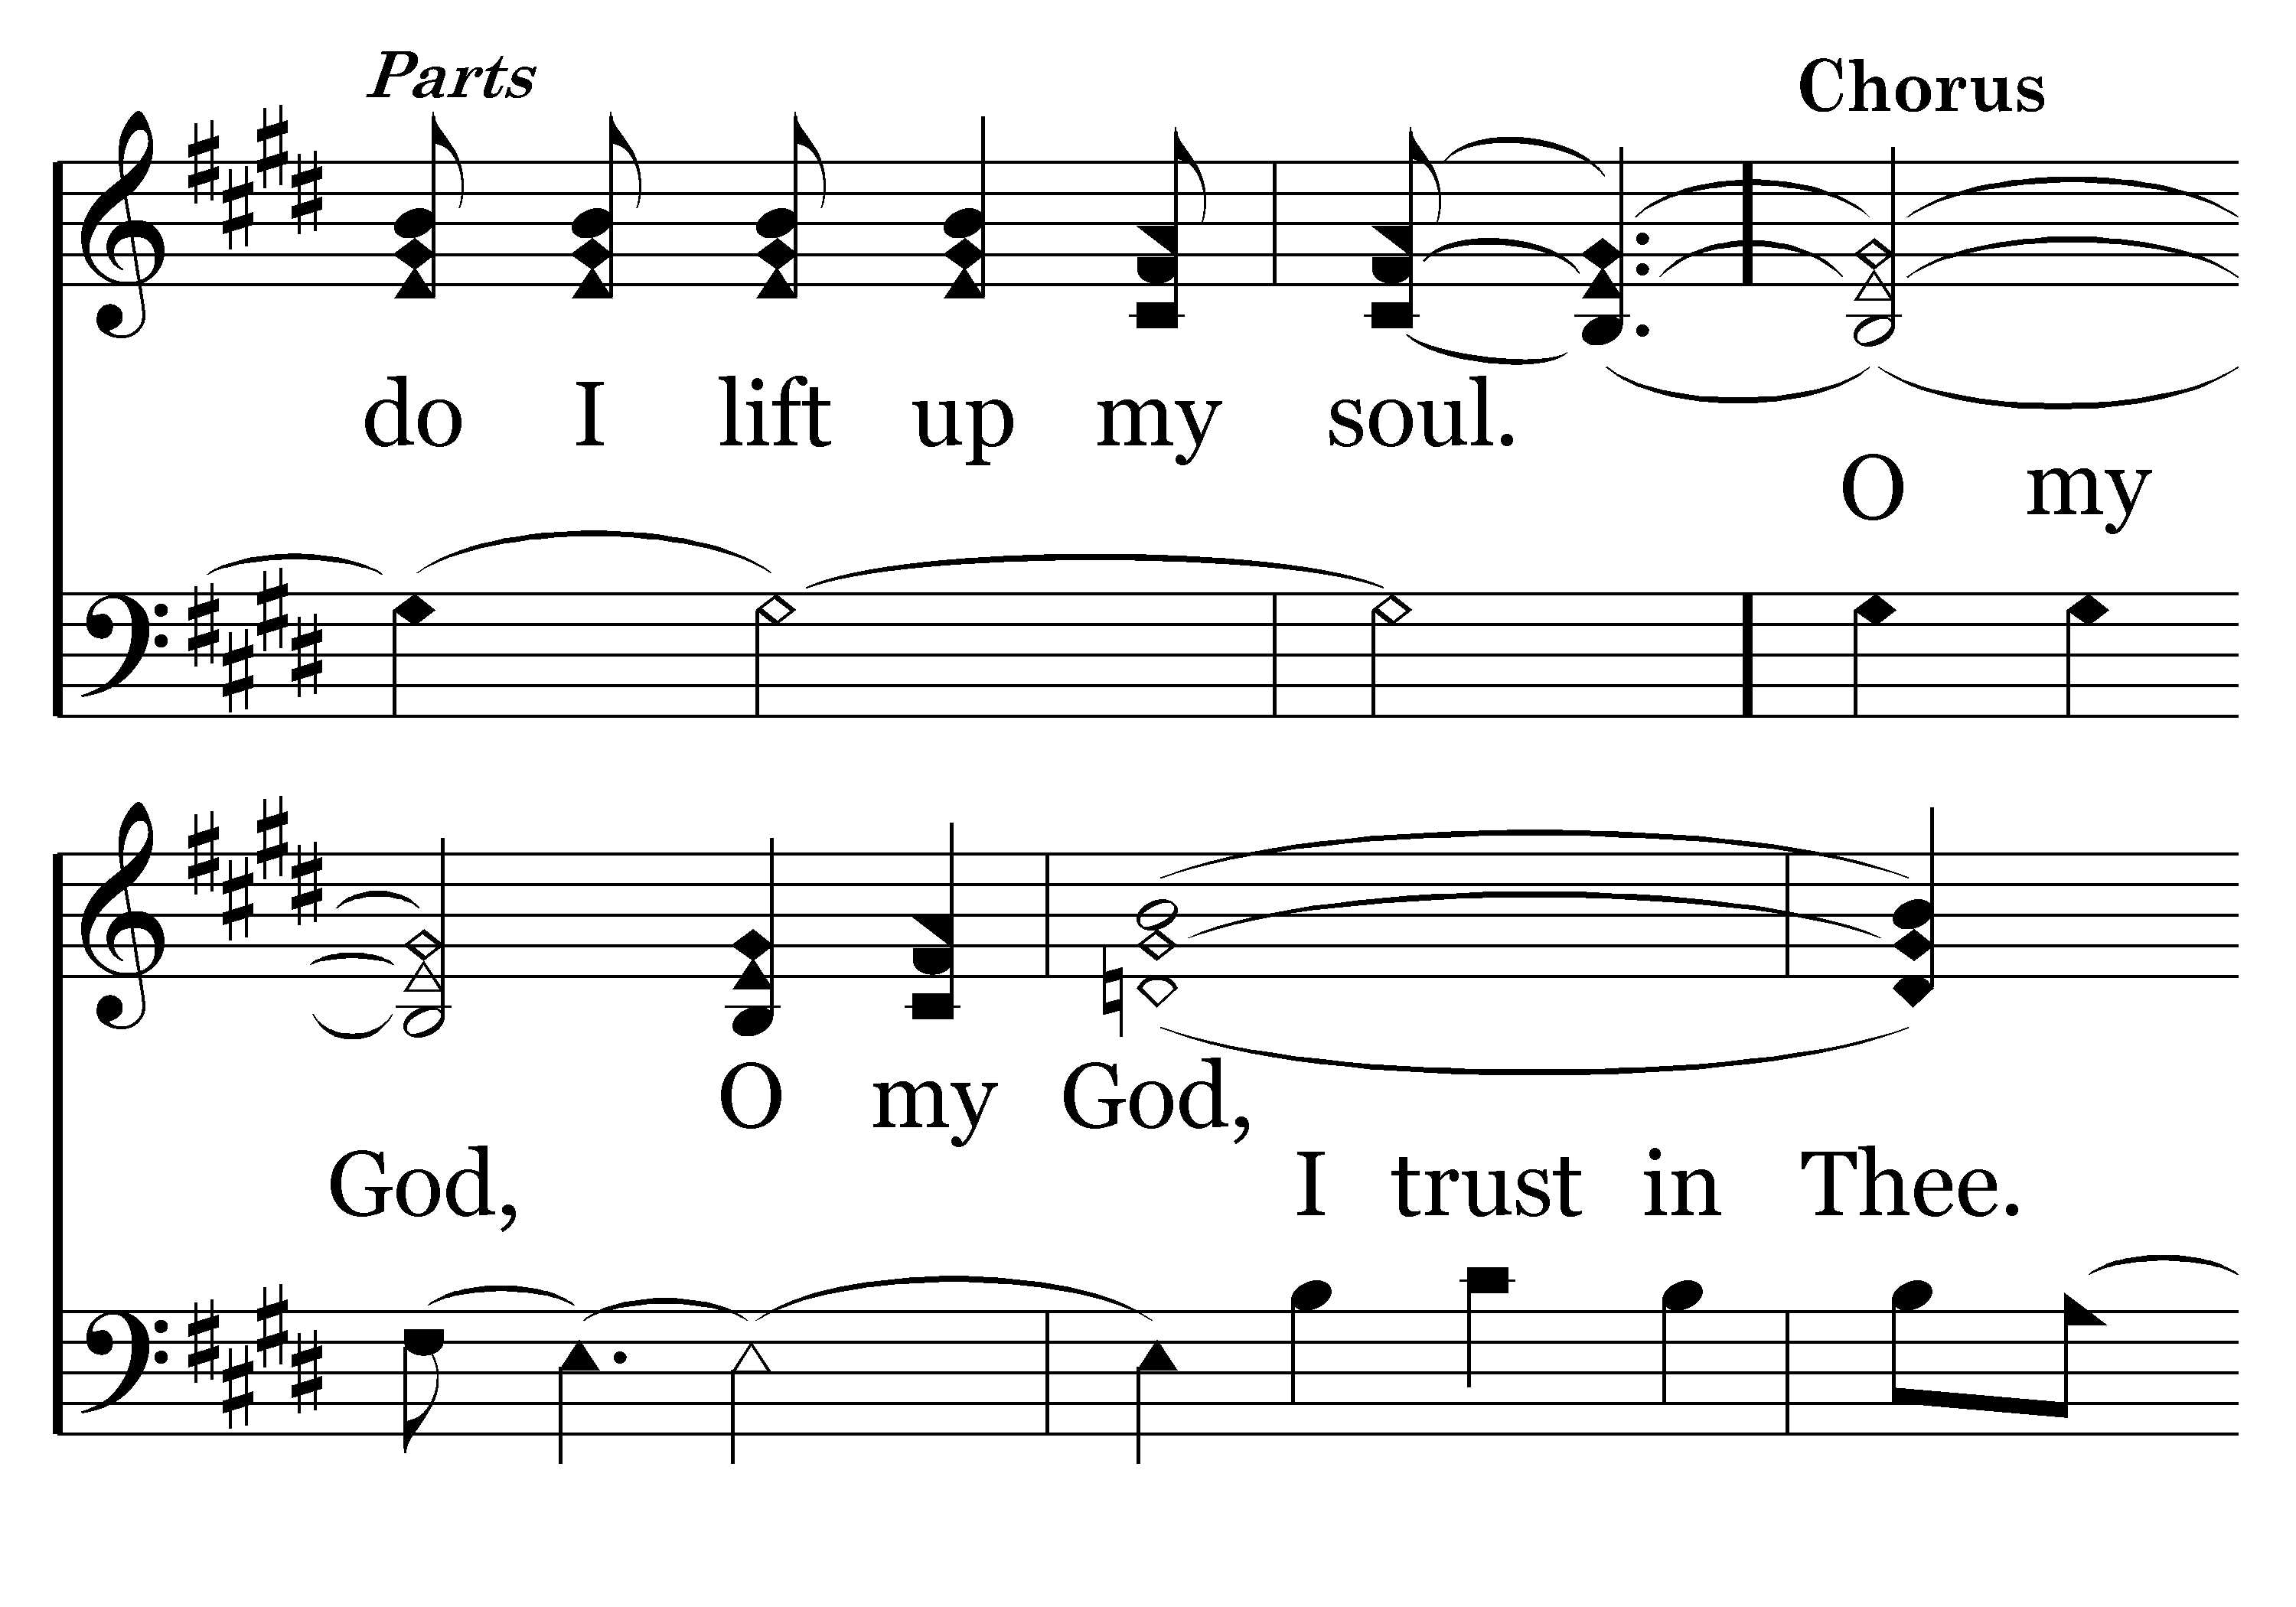 Parts
Chorus
do I lift up my soul.
O my
O my God,
God,
I trust in Thee.